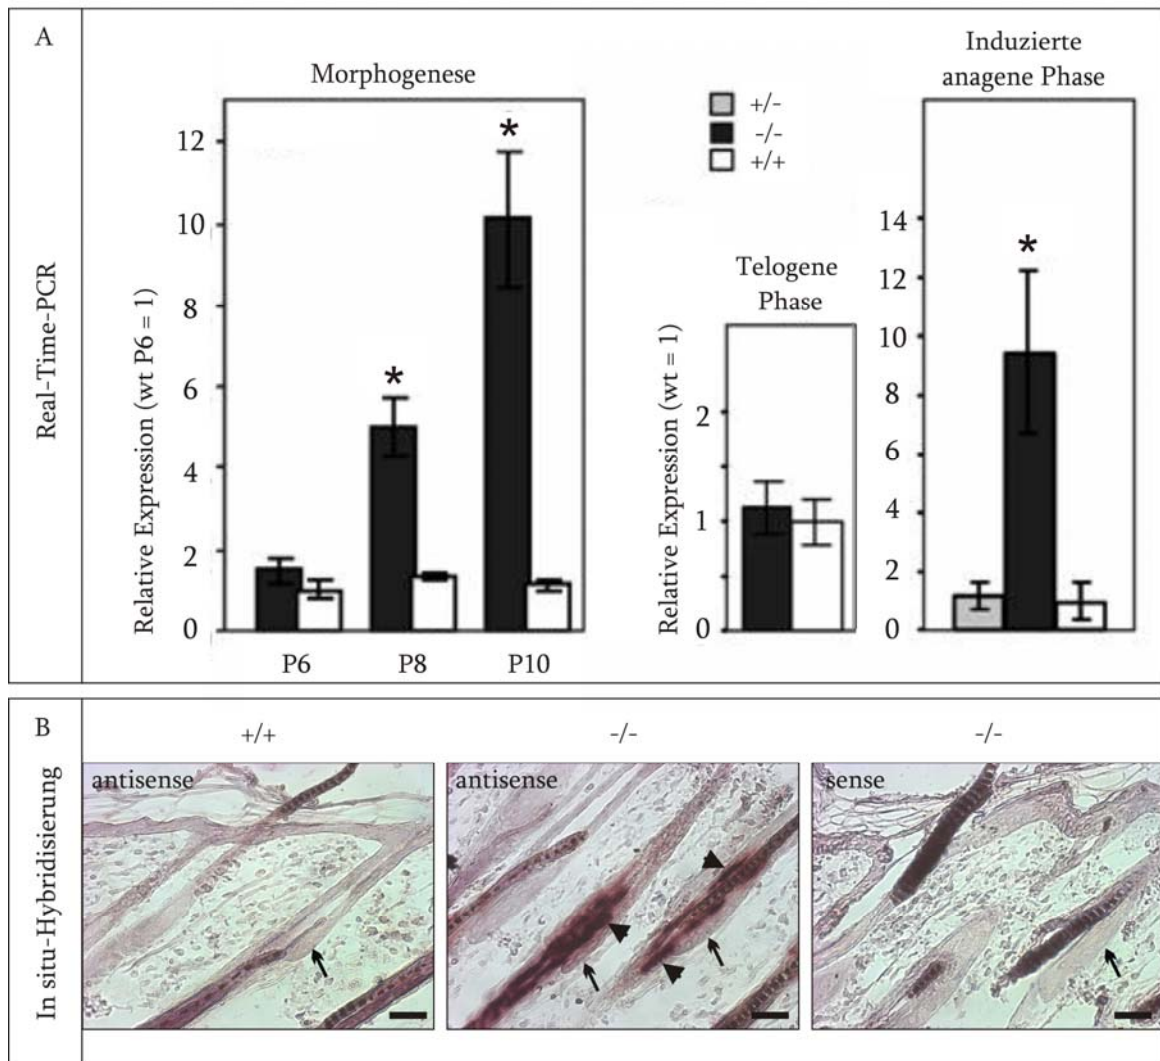 A
Real-Time-PCR
Morphogenese
Relative Expression (wt P6 = 1)
12
10
8
6
4
2
0
P6
P8
P10
*
*
+/-
-/-
+/+
Telogene
Phase
Relative Expression (wt = 1)
2
1
0
Induzierte
anagene Phase
14
12
10
8
6
4
2
0
*
B
In situ-Hybridisierung
+/+
-/-
-/-
antisense
antisense
sense